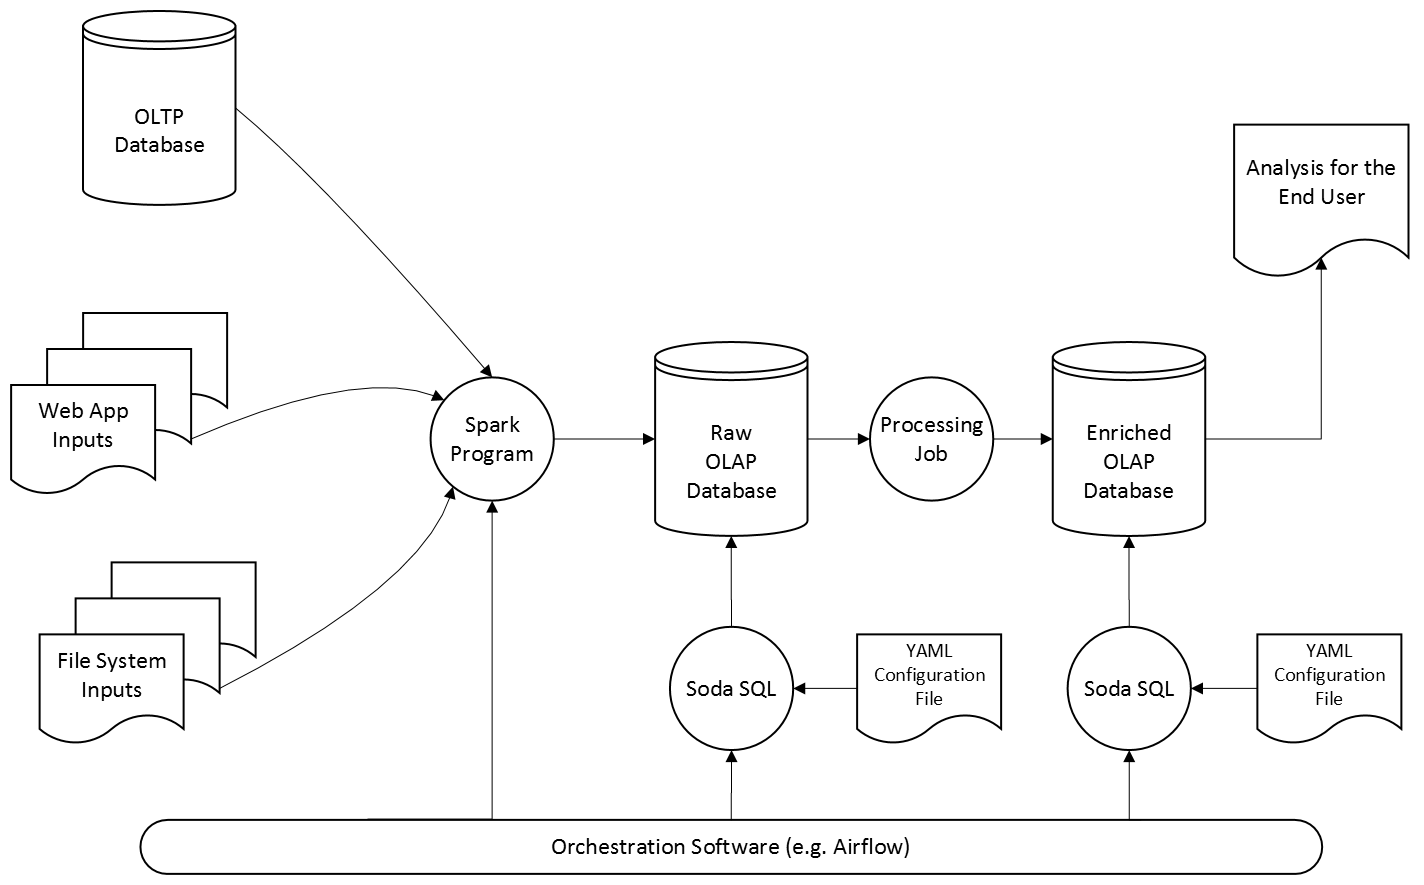 OLTP
Database
Analysis for the
End User
Web App
Inputs
Spark
Program
Raw
OLAP
Database
Processing
Job
Enriched
OLAP
Database
File System
Inputs
Soda SQL
YAML
Configuration
File
Soda SQL
YAML
Configuration
File
Orchestration Software (e.g. Airflow)